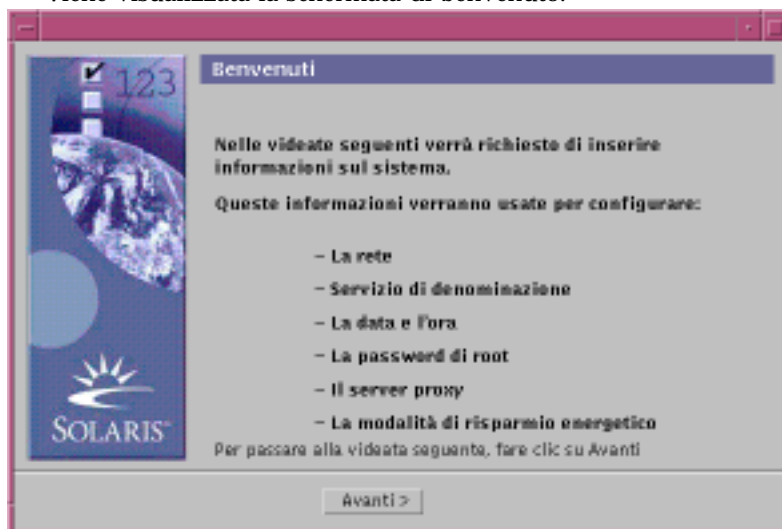 viene visualizzata la schermata di benvenuto.
123
Benvenuti
Nelle videate seguenti verrà richiesto di inserire
informazioni sul sistema.
Queste informazioni verranno usate per configurare:
– La rete
– Servizio di denominazione
– La data e l'ora
– La password di root
– Il server proxy
– La modalità di risparmio energetico
SOLARIS™
Per passare alla videata seguente, fare clic su Avanti
Avanti >